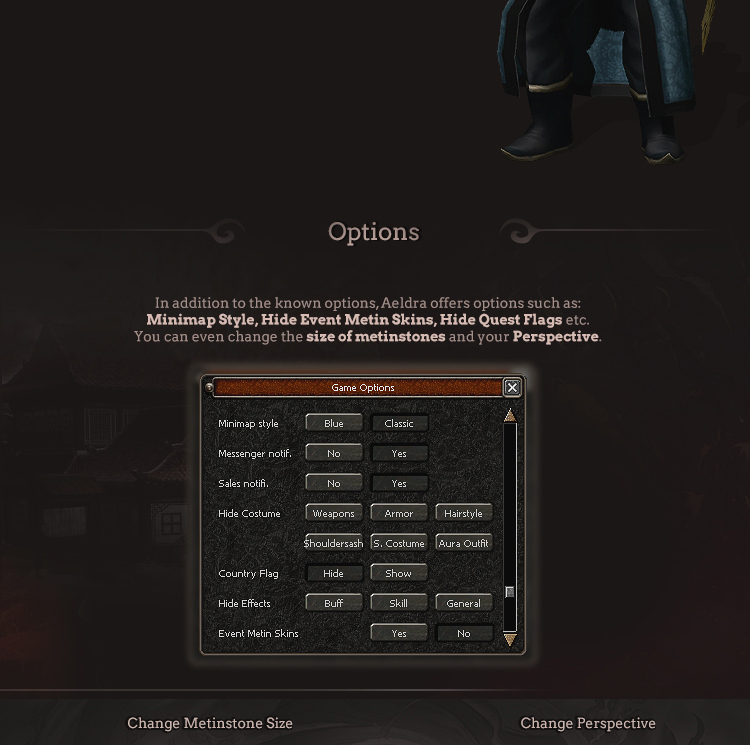 Options
In addition to the known options, Aeldra offers options such as:
Minimap Style, Hide Event Metin Skins, Hide Quest Flags etc.
You can even change the size of metinstones and your Perspective.
Game Options
Minimap style Blue Classic
Messenger notif. No Yes
Sales notifi. No Yes
Hide Costume Weapons Armor Hairstyle
Shouldersash S. Costume Aura Outfit
Country Flag Hide Show
Hide Effects Buff Skill General
Event Metin Skins Yes No
Change Metinstone Size Change Perspective